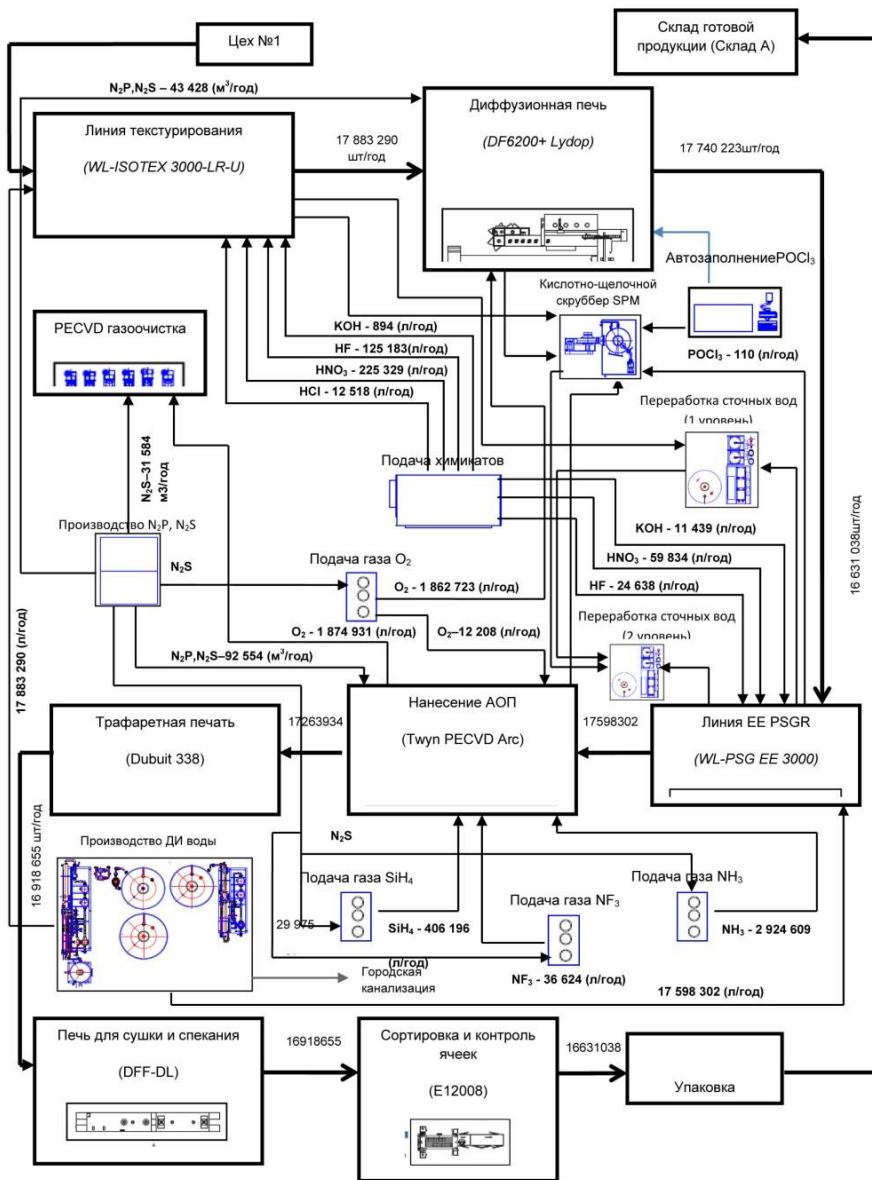 Цех №1
Склад готовой
продукции (Склад А)
N₂P,N₂S – 43 428 (м³/год)
Линия текстурирования
(WL-ISOTEX 3000-LR-U)
17 883 290
шт/год
Диффузионная печь
(DF6200+ Lydop)
17 740 223шт/год
АвтозаполнениеPOCl₃
Кислотно-щелочной
скруббер SPM
POCl₃ - 110 (л/год)
PECVD газоочистка
KOH - 894 (л/год)
HF - 125 183(л/год)
HNO₃ - 225 329 (л/год)
HCl - 12 518 (л/год)
Переработка сточных вод
(1 уровень)
N₂S–31 584
м3/год
Подача химикатов
Производство N₂P, N₂S
N₂S
Подача газа O₂
KOH - 11 439 (л/год)
HNO₃ - 59 834 (л/год)
HF - 24 638 (л/год)
16 631 038шт/год
O₂ - 1 862 723 (л/год)
Переработка сточных вод
(2 уровень)
O₂ - 1 874 931 (л/год)
O₂–12 208 (л/год)
N₂P,N₂S–92 554 (м³/год)
17 883 290 (л/год)
Трафаретная печать
(Dubuit 338)
17263934
Нанесение АОП
(Twyn PECVD Arc)
17598302
Линия EE PSGR
(WL-PSG EE 3000)
16 918 655 шт/год
Производство ДИ воды
N₂S
Подача газа SiH₄
Подача газа NF₃
Подача газа NH₃
29 975
SiH₄ - 406 196
(л/год)
NH₃ - 2 924 609
NF₃ - 36 624 (л/год)
Городская
канализация
17 598 302 (л/год)
Печь для сушки и спекания
(DFF-DL)
16918655
Сортировка и контроль
ячеек
(E12008)
16631038
Упаковка